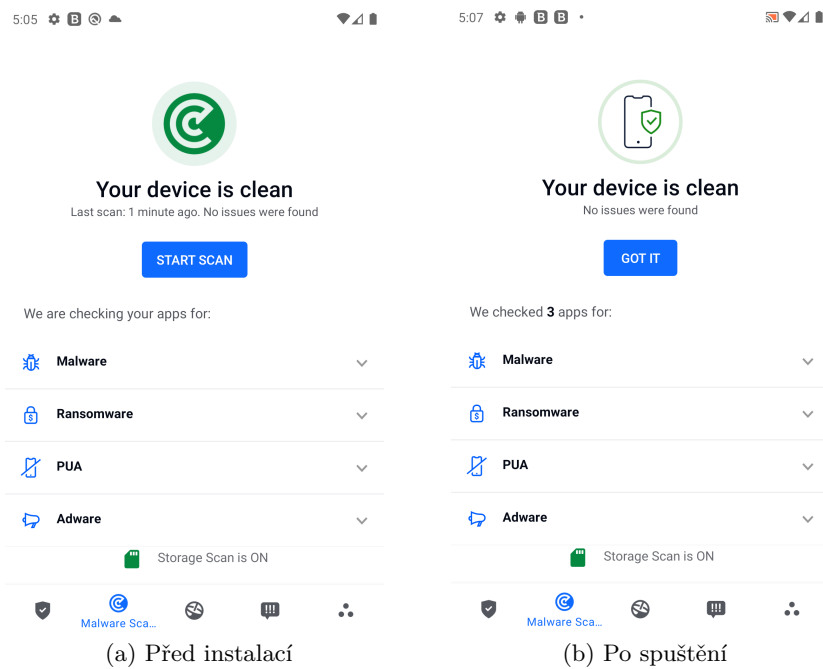 5:05
Your device is clean
Last scan: 1 minute ago. No issues were found
START SCAN
We are checking your apps for:
Malware
Ransomware
PUA
Adware
Storage Scan is ON
Malware Sca...
(a) Před instalací
5:07
Your device is clean
No issues were found
GOT IT
We checked 3 apps for:
Malware
Ransomware
PUA
Adware
Storage Scan is ON
Malware Sca...
(b) Po spuštění